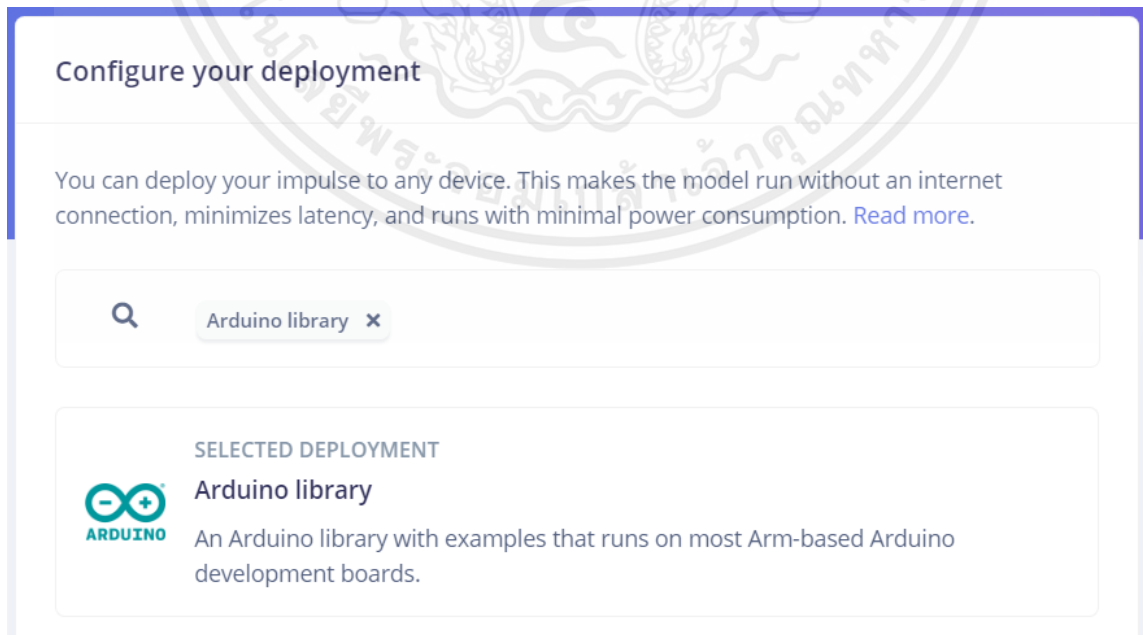 Configure your deployment
You can deploy your impulse to any device. This makes the model run without an internet
connection, minimizes latency, and runs with minimal power consumption. Read more.
Arduino library ×
SELECTED DEPLOYMENT
Arduino library
ARDUINO
An Arduino library with examples that runs on most Arm-based Arduino
development boards.